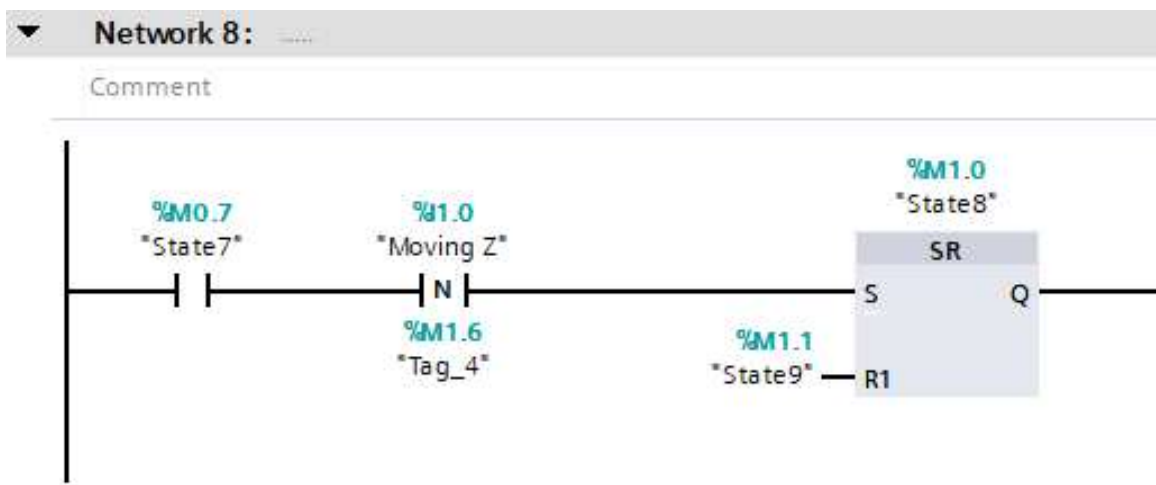 Network 8: .....
Comment
%M1.0
"State8"
%M0.7
"State7"
%I1.0
"Moving Z"
SR
N
S
Q
%M1.6
"Tag_4"
%M1.1
"State9"
R1